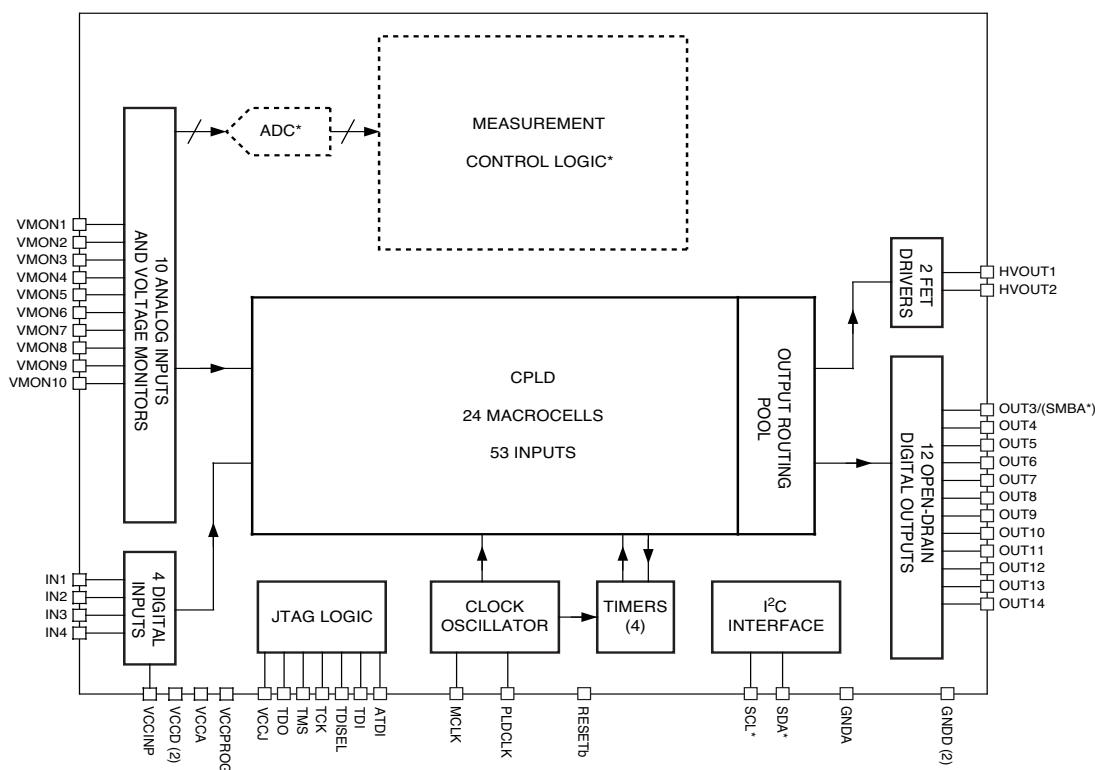 MEASUREMENT
CONTROL LOGIC*
ADC*
VMON1
VMON2
VMON3
VMON4
VMON5
VMON6
VMON7
VMON8
VMON9
VMON10
10 ANALOG INPUTS
AND VOLTAGE MONITORS
CPLD
24 MACROCELLS
53 INPUTS
OUTPUT ROUTING
POOL
2 FET
DRIVERS
HVOUT1
HVOUT2
12 OPEN-DRAIN
DIGITAL OUTPUTS
OUT3/(SMBA*)
OUT4
OUT5
OUT6
OUT7
OUT8
OUT9
OUT10
OUT11
OUT12
OUT13
OUT14
IN1
IN2
IN3
IN4
4 DIGITAL
INPUTS
JTAG LOGIC
CLOCK
OSCILLATOR
TIMERS
(4)
I²C
INTERFACE
VCCINP
VCCD (2)
VCCA
VCCPROG
VCCJ
TDO
TMS
TCK
TDISEL
TDI
ATDI
MCLK
PLDCLK
RESETb
SCL*
SDA*
GNDA
GNDD (2)